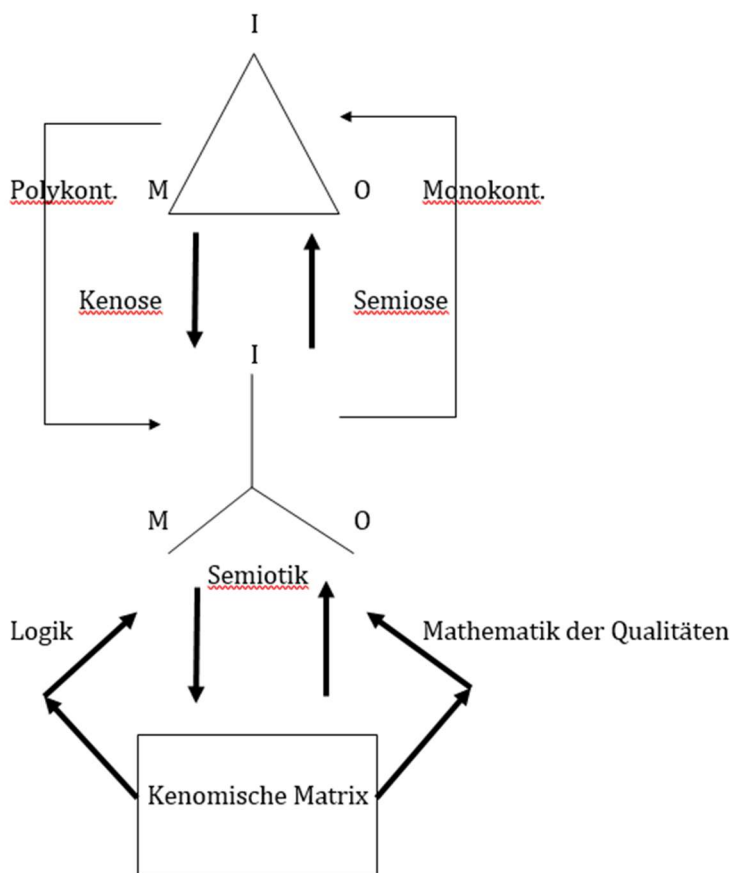 I
Polykont. M O Monokont.
Kenose Semiose
I
M O
Semiotik
Logik Mathematik der Qualitäten
Kenomische Matrix